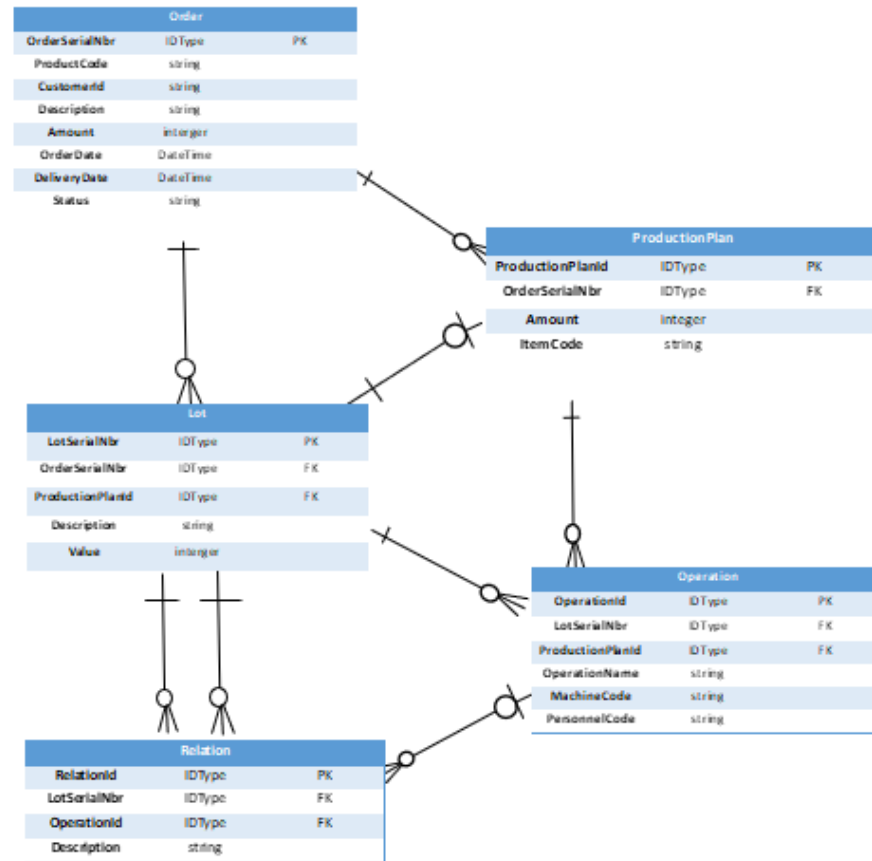 Order
OrderSerialNbr IDType PK
ProductCode string
CustomerId string
Description string
Amount interger
OrderDate DateTime
DeliveryDate DateTime
Status string
ProductionPlan
ProductionPlanId IDType PK
OrderSerialNbr IDType FK
Amount integer
ItemCode string
Lot
LotSerialNbr IDType PK
OrderSerialNbr IDType FK
ProductionPlanId IDType FK
Description string
Value interger
Operation
OperationId IDType PK
LotSerialNbr IDType FK
ProductionPlanId IDType FK
OperationName string
MachineCode string
PersonnelCode string
Relation
RelationId IDType PK
LotSerialNbr IDType FK
OperationId IDType FK
Description string